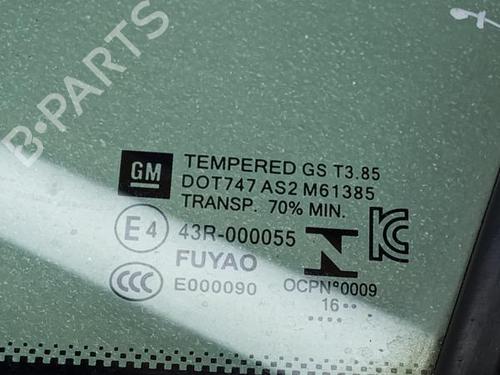 B-PARTS
GM
TEMPERED GS T3.85
DOT747 AS2 M61385
TRANSP. 70% MIN.
E4 43R-000055
FUYAO
CCC E000090
OCPN°0009
16
KC